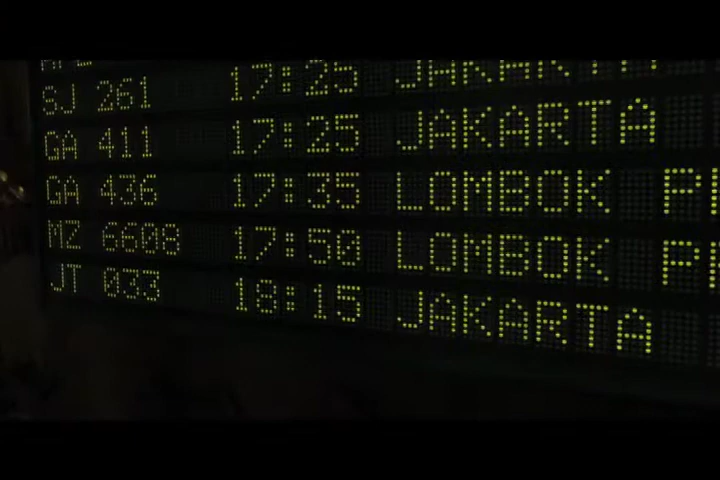 SJ 261 17:25 JAKARTA
GA 411 17:25 JAKARTA
GA 436 17:35 LOMBOK
MZ 6608 17:50 LOMBOK
JT 033 18:15 JAKARTA